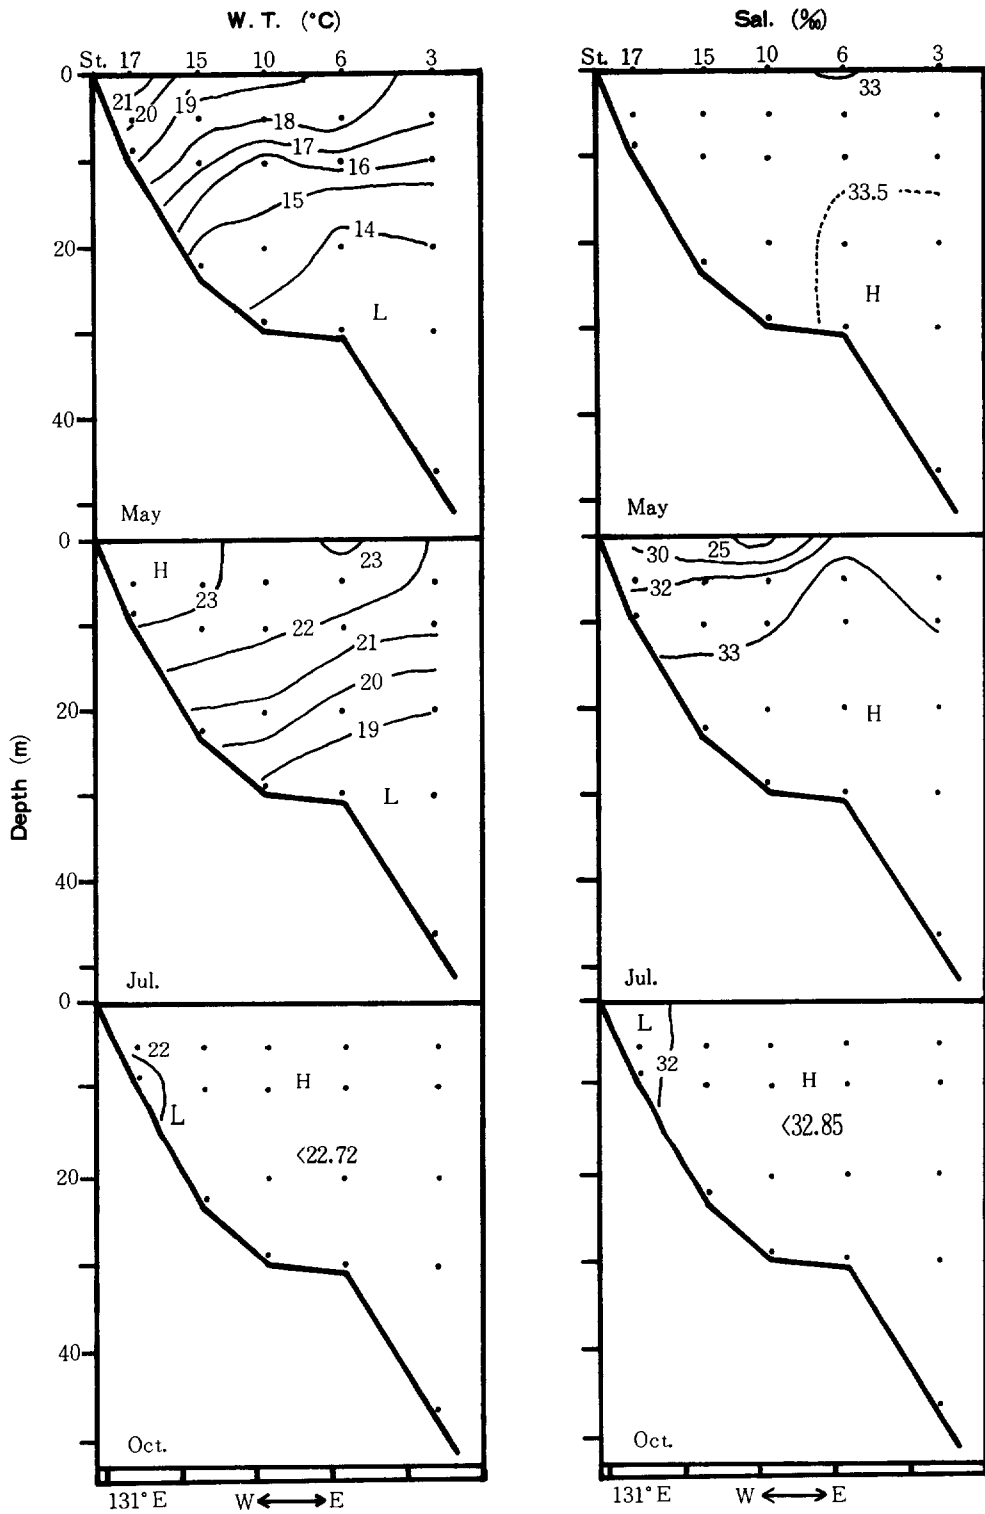 W. T. (°C)
Sal. (‰)
St. 17 15 10 6 3
St. 17 15 10 6 3
0
21 20 19
18
17
16
15
14
20
L
40
May
33
33.5
H
May
0
H
23
23
22
21
20
19
20
L
40
Jul.
30 25
32
33
H
Jul.
Depth (m)
0
22
H
L
<22.72
20
40
Oct.
L
32
H
<32.85
Oct.
131° E W E
131° E W E